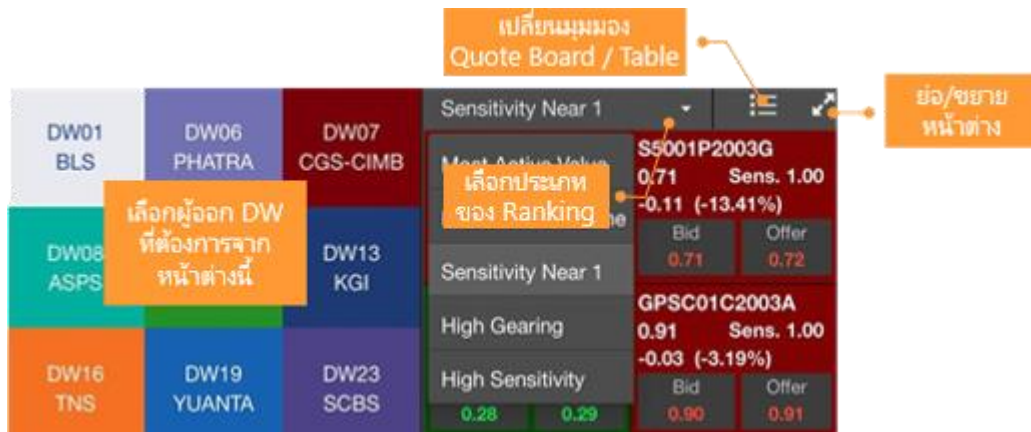 เปลี่ยนมุมมอง
Quote Board / Table
ย่อ/ขยาย
หน้าต่าง
DW01
BLS
DW06
PHATRA
DW07
CGS-CIMB
Sensitivity Near 1
S5001P2003G
0.71 Sens. 1.00
-0.11 (-13.41%)
Bid Offer
0.71 0.72
Most Active Value
เลือกประเภท
ของ Ranking
เลือกผู้ออก DW
ที่ต้องการจาก
หน้าต่างนี้
DW08
ASPS
DW13
KGI
Sensitivity Near 1
High Gearing
High Sensitivity
GPSC01C2003A
0.91 Sens. 1.00
-0.03 (-3.19%)
Bid Offer
0.90 0.91
DW16
TNS
DW19
YUANTA
DW23
SCBS
0.28 0.29